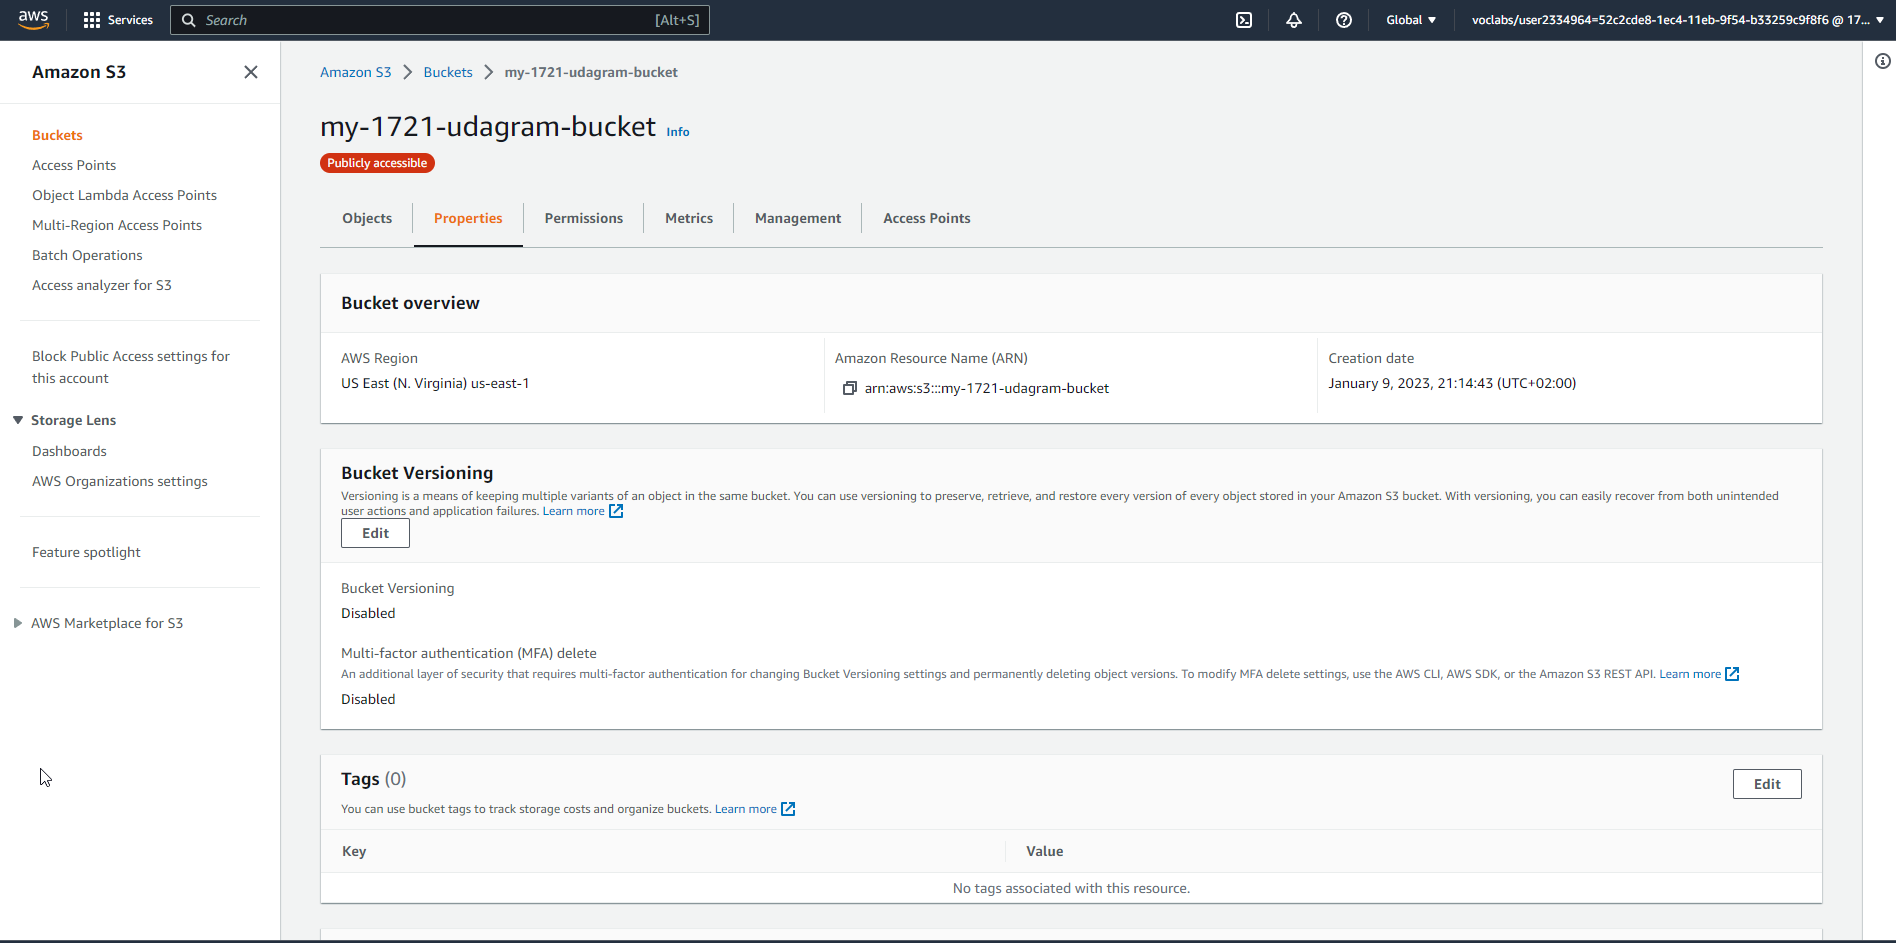 aws
Services
Search
[Alt+S]
Global
voclabs/user2334964=52c2cde8-1ec4-11eb-9f54-b33259c9f8f6 @ 17...
Amazon S3
Buckets
Access Points
Object Lambda Access Points
Multi-Region Access Points
Batch Operations
Access analyzer for S3
Block Public Access settings for
this account
Storage Lens
Dashboards
AWS Organizations settings
Feature spotlight
AWS Marketplace for S3
Amazon S3 > Buckets > my-1721-udagram-bucket
my-1721-udagram-bucket Info
Publicly accessible
Objects
Properties
Permissions
Metrics
Management
Access Points
Bucket overview
AWS Region
US East (N. Virginia) us-east-1
Amazon Resource Name (ARN)
arn:aws:s3:::my-1721-udagram-bucket
Creation date
January 9, 2023, 21:14:43 (UTC+02:00)
Bucket Versioning
Versioning is a means of keeping multiple variants of an object in the same bucket. You can use versioning to preserve, retrieve, and restore every version of every object stored in your Amazon S3 bucket. With versioning, you can easily recover from both unintended
user actions and application failures. Learn more
Edit
Bucket Versioning
Disabled
Multi-factor authentication (MFA) delete
An additional layer of security that requires multi-factor authentication for changing Bucket Versioning settings and permanently deleting object versions. To modify MFA delete settings, use the AWS CLI, AWS SDK, or the Amazon S3 REST API. Learn more
Disabled
Tags (0)
You can use bucket tags to track storage costs and organize buckets. Learn more
Edit
Key
Value
No tags associated with this resource.